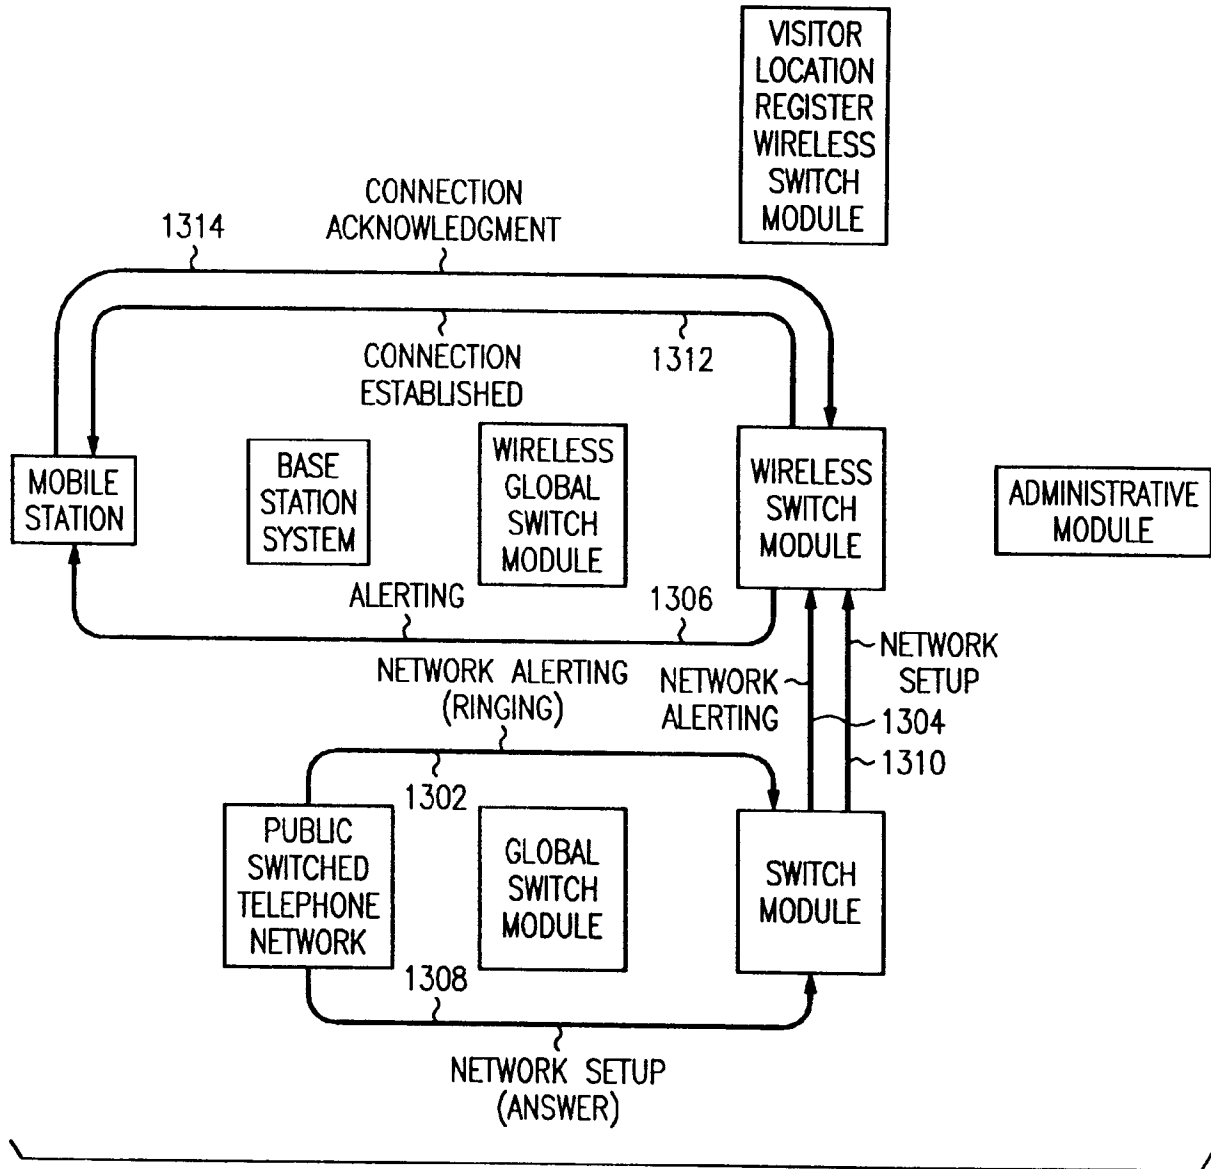 VISITOR
LOCATION
REGISTER
WIRELESS
SWITCH
MODULE
CONNECTION
ACKNOWLEDGMENT
1314
1312
CONNECTION
ESTABLISHED
MOBILE
STATION
BASE
STATION
SYSTEM
WIRELESS
GLOBAL
SWITCH
MODULE
WIRELESS
SWITCH
MODULE
ADMINISTRATIVE
MODULE
ALERTING
1306
NETWORK ALERTING
(RINGING)
NETWORK
ALERTING
NETWORK
SETUP
1304
1310
1302
PUBLIC
SWITCHED
TELEPHONE
NETWORK
GLOBAL
SWITCH
MODULE
SWITCH
MODULE
1308
NETWORK SETUP
(ANSWER)